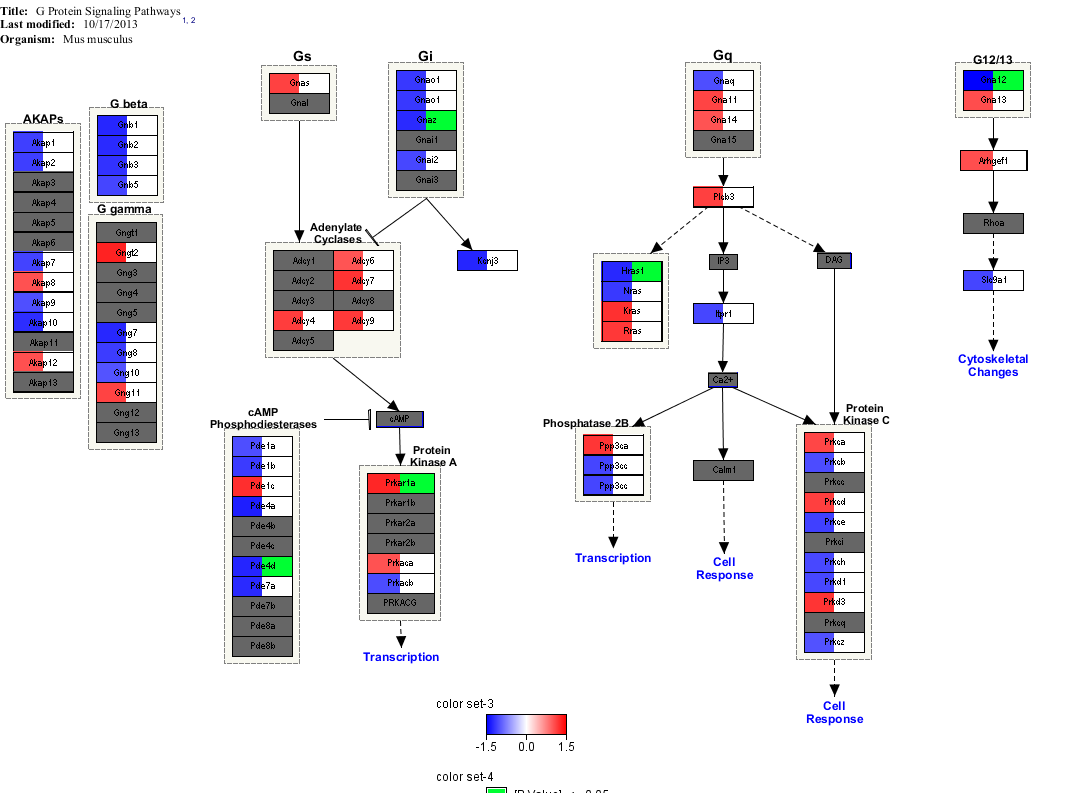 Title: G Protein Signaling Pathways
Last modified: 10/17/2013
1, 2
Organism: Mus musculus
AKAPs
Akap1
Akap2
Akap3
Akap4
Akap5
Akap6
Akap7
Akap8
Akap9
Akap10
Akap11
Akap12
Akap13
G beta
Gnb1
Gnb2
Gnb3
Gnb5
G gamma
Gngt1
Gngt2
Gng3
Gng4
Gng5
Gng7
Gng8
Gng10
Gng11
Gng12
Gng13
Gs
Gnas
Gnal
Gi
Gnao1
Gnao1
Gnaz
Gnai1
Gnai2
Gnai3
Adenylate
Cyclases
Adcy1
Adcy2
Adcy3
Adcy4
Adcy5
Adcy6
Adcy7
Adcy8
Adcy9
Kcnj3
cAMP
Phosphodiesterases
cAMP
Pde1a
Pde1b
Pde1c
Pde4a
Pde4b
Pde4c
Pde4d
Pde7a
Pde7b
Pde8a
Pde8b
Protein
Kinase A
Prkar1a
Prkar1b
Prkar2a
Prkar2b
Prkaca
Prkacb
PRKACG
Transcription
Gq
Gnaq
Gna11
Gna14
Gna15
Plcb3
Hras1
Nras
Kras
Rras
IP3
DAG
Itpr1
Ca2+
Phosphatase 2B
Ppp3ca
Ppp3cc
Ppp3cc
Transcription
Calm1
Cell
Response
Protein
Kinase C
Prkca
Prkcb
Prkcc
Prkcd
Prkce
Prkci
Prkch
Prkd1
Prkd3
Prkcq
Prkcz
Cell
Response
G12/13
Gna12
Gna13
Arhgef1
Rhoa
Slc9a1
Cytoskeletal
Changes
color set-3
-1.5 0.0 1.5
color set-4